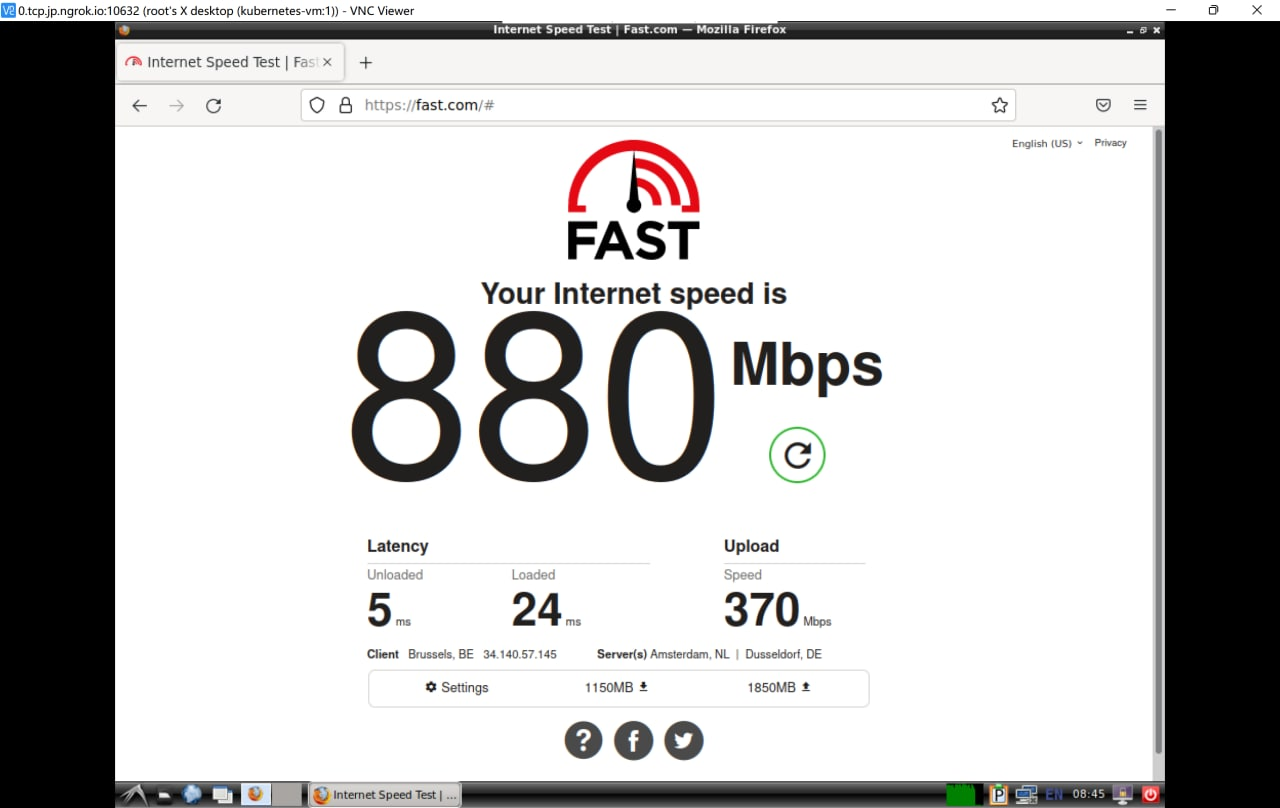 0.tcp.jp.ngrok.io:10632 (root's X desktop (kubernetes-vm:1)) - VNC Viewer
Internet Speed Test | Fast.com — Mozilla Firefox
Internet Speed Test | Fast
https://fast.com/#
English (US) Privacy
FAST
Your Internet speed is
880 Mbps
Latency Upload
Unloaded Loaded Speed
5 ms 24 ms 370 Mbps
Client Brussels, BE 34.140.57.145 Server(s) Amsterdam, NL | Dusseldorf, DE
Settings 1150MB 1850MB
Internet Speed Test | ... EN 08:45